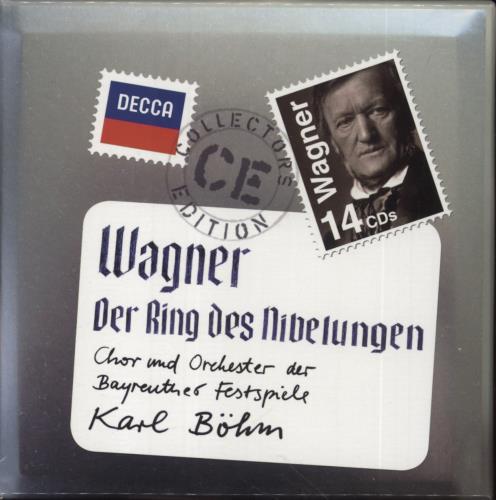 DECCA
COLLECTORS
CE
EDITION
Wagner
14 CDs
Wagner
Der Ring des Nibelungen
Chor und Orchester der
Bayreuther Festspiele
Karl Böhm